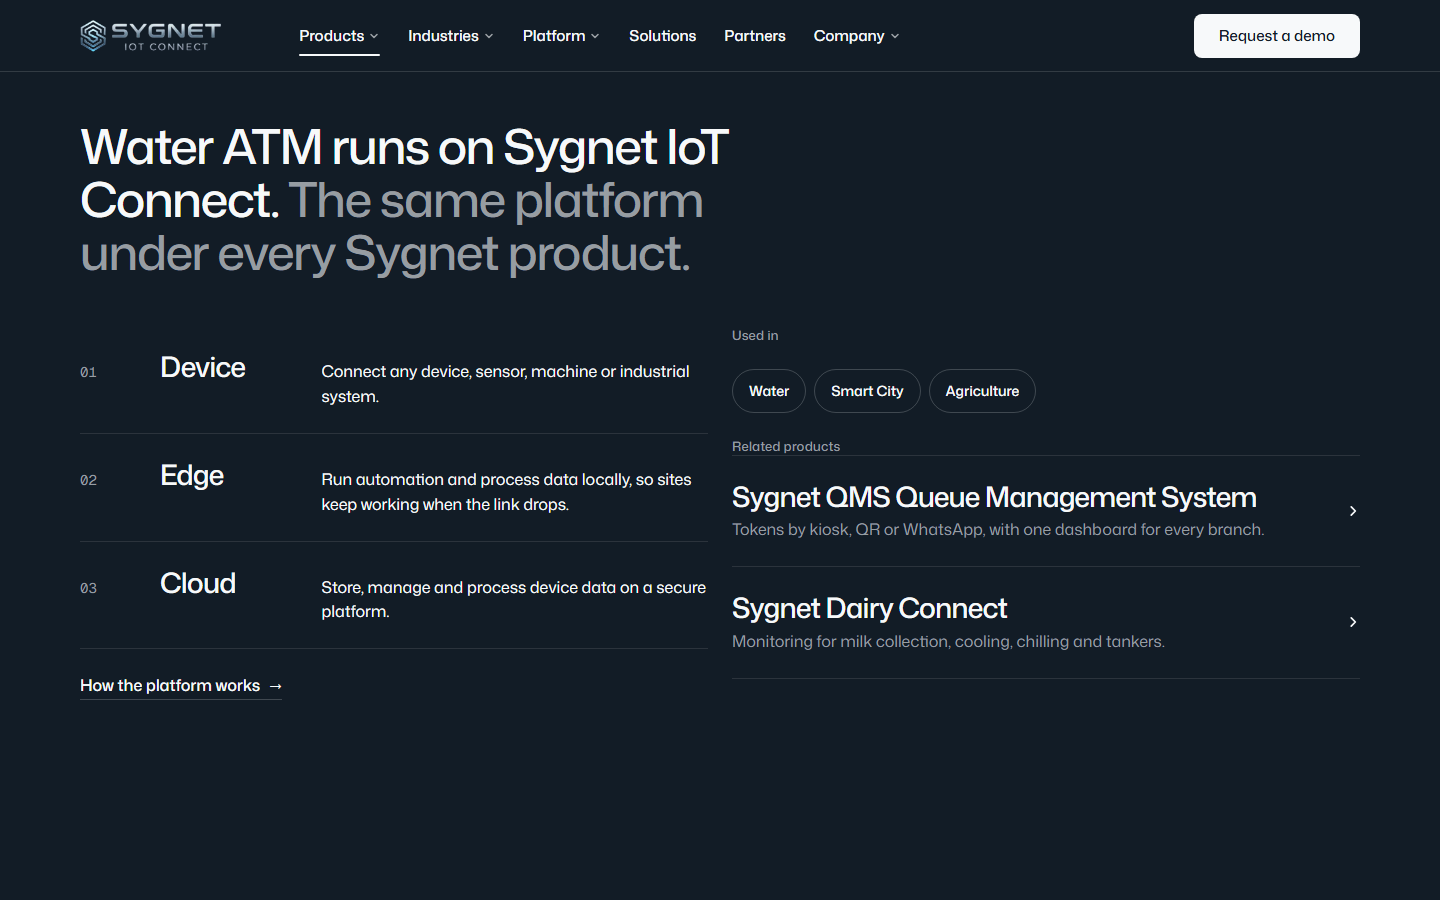 SYGNET
IOT CONNECT
Products
Industries
Platform
Solutions
Partners
Company
Request a demo
Water ATM runs on Sygnet IoT
Connect. The same platform
under every Sygnet product.
01
Device
Connect any device, sensor, machine or industrial
system.
02
Edge
Run automation and process data locally, so sites
keep working when the link drops.
03
Cloud
Store, manage and process device data on a secure
platform.
How the platform works →
Used in
Water
Smart City
Agriculture
Related products
Sygnet QMS Queue Management System
Tokens by kiosk, QR or WhatsApp, with one dashboard for every branch.
Sygnet Dairy Connect
Monitoring for milk collection, cooling, chilling and tankers.